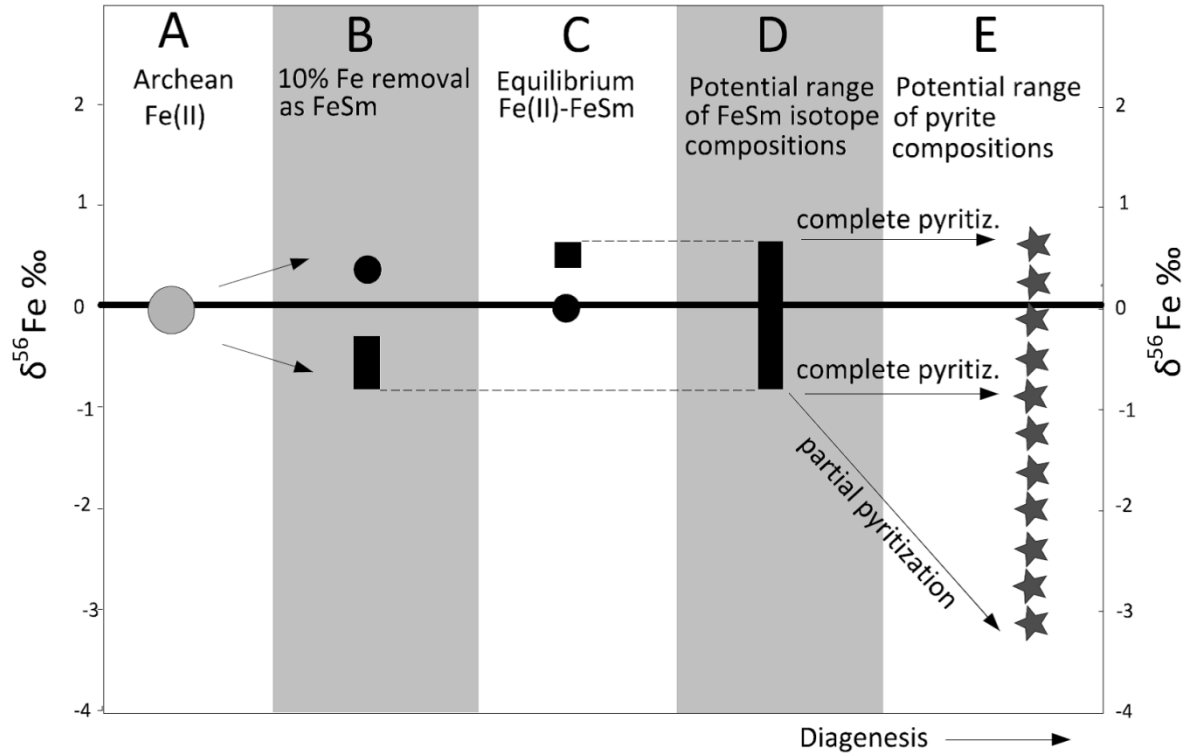 A
Archean
Fe(II)
B
10% Fe removal
as FeSm
C
Equilibrium
Fe(II)-FeSm
D
Potential range
of FeSm isotope
compositions
E
Potential range
of pyrite
compositions
2
1
0
-1
-2
-3
-4
δ⁵⁶Fe ‰
complete pyritiz.
complete pyritiz.
partial pyritization
2
1
0
-1
-2
-3
-4
δ⁵⁶Fe ‰
Diagenesis